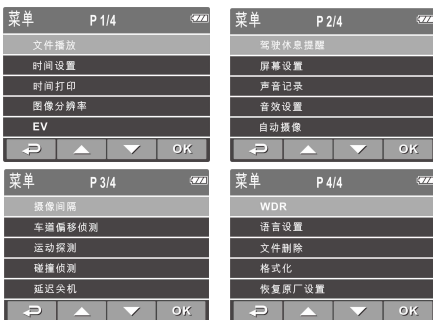 菜单 P 1/4
文件播放
时间设置
时间打印
图像分辨率
EV
OK
菜单 P 2/4
驾驶休息提醒
屏幕设置
声音记录
音效设置
自动摄像
OK
菜单 P 3/4
摄像间隔
车道偏移侦测
运动探测
碰撞侦测
延迟关机
OK
菜单 P 4/4
WDR
语言设置
文件删除
格式化
恢复原厂设置
OK